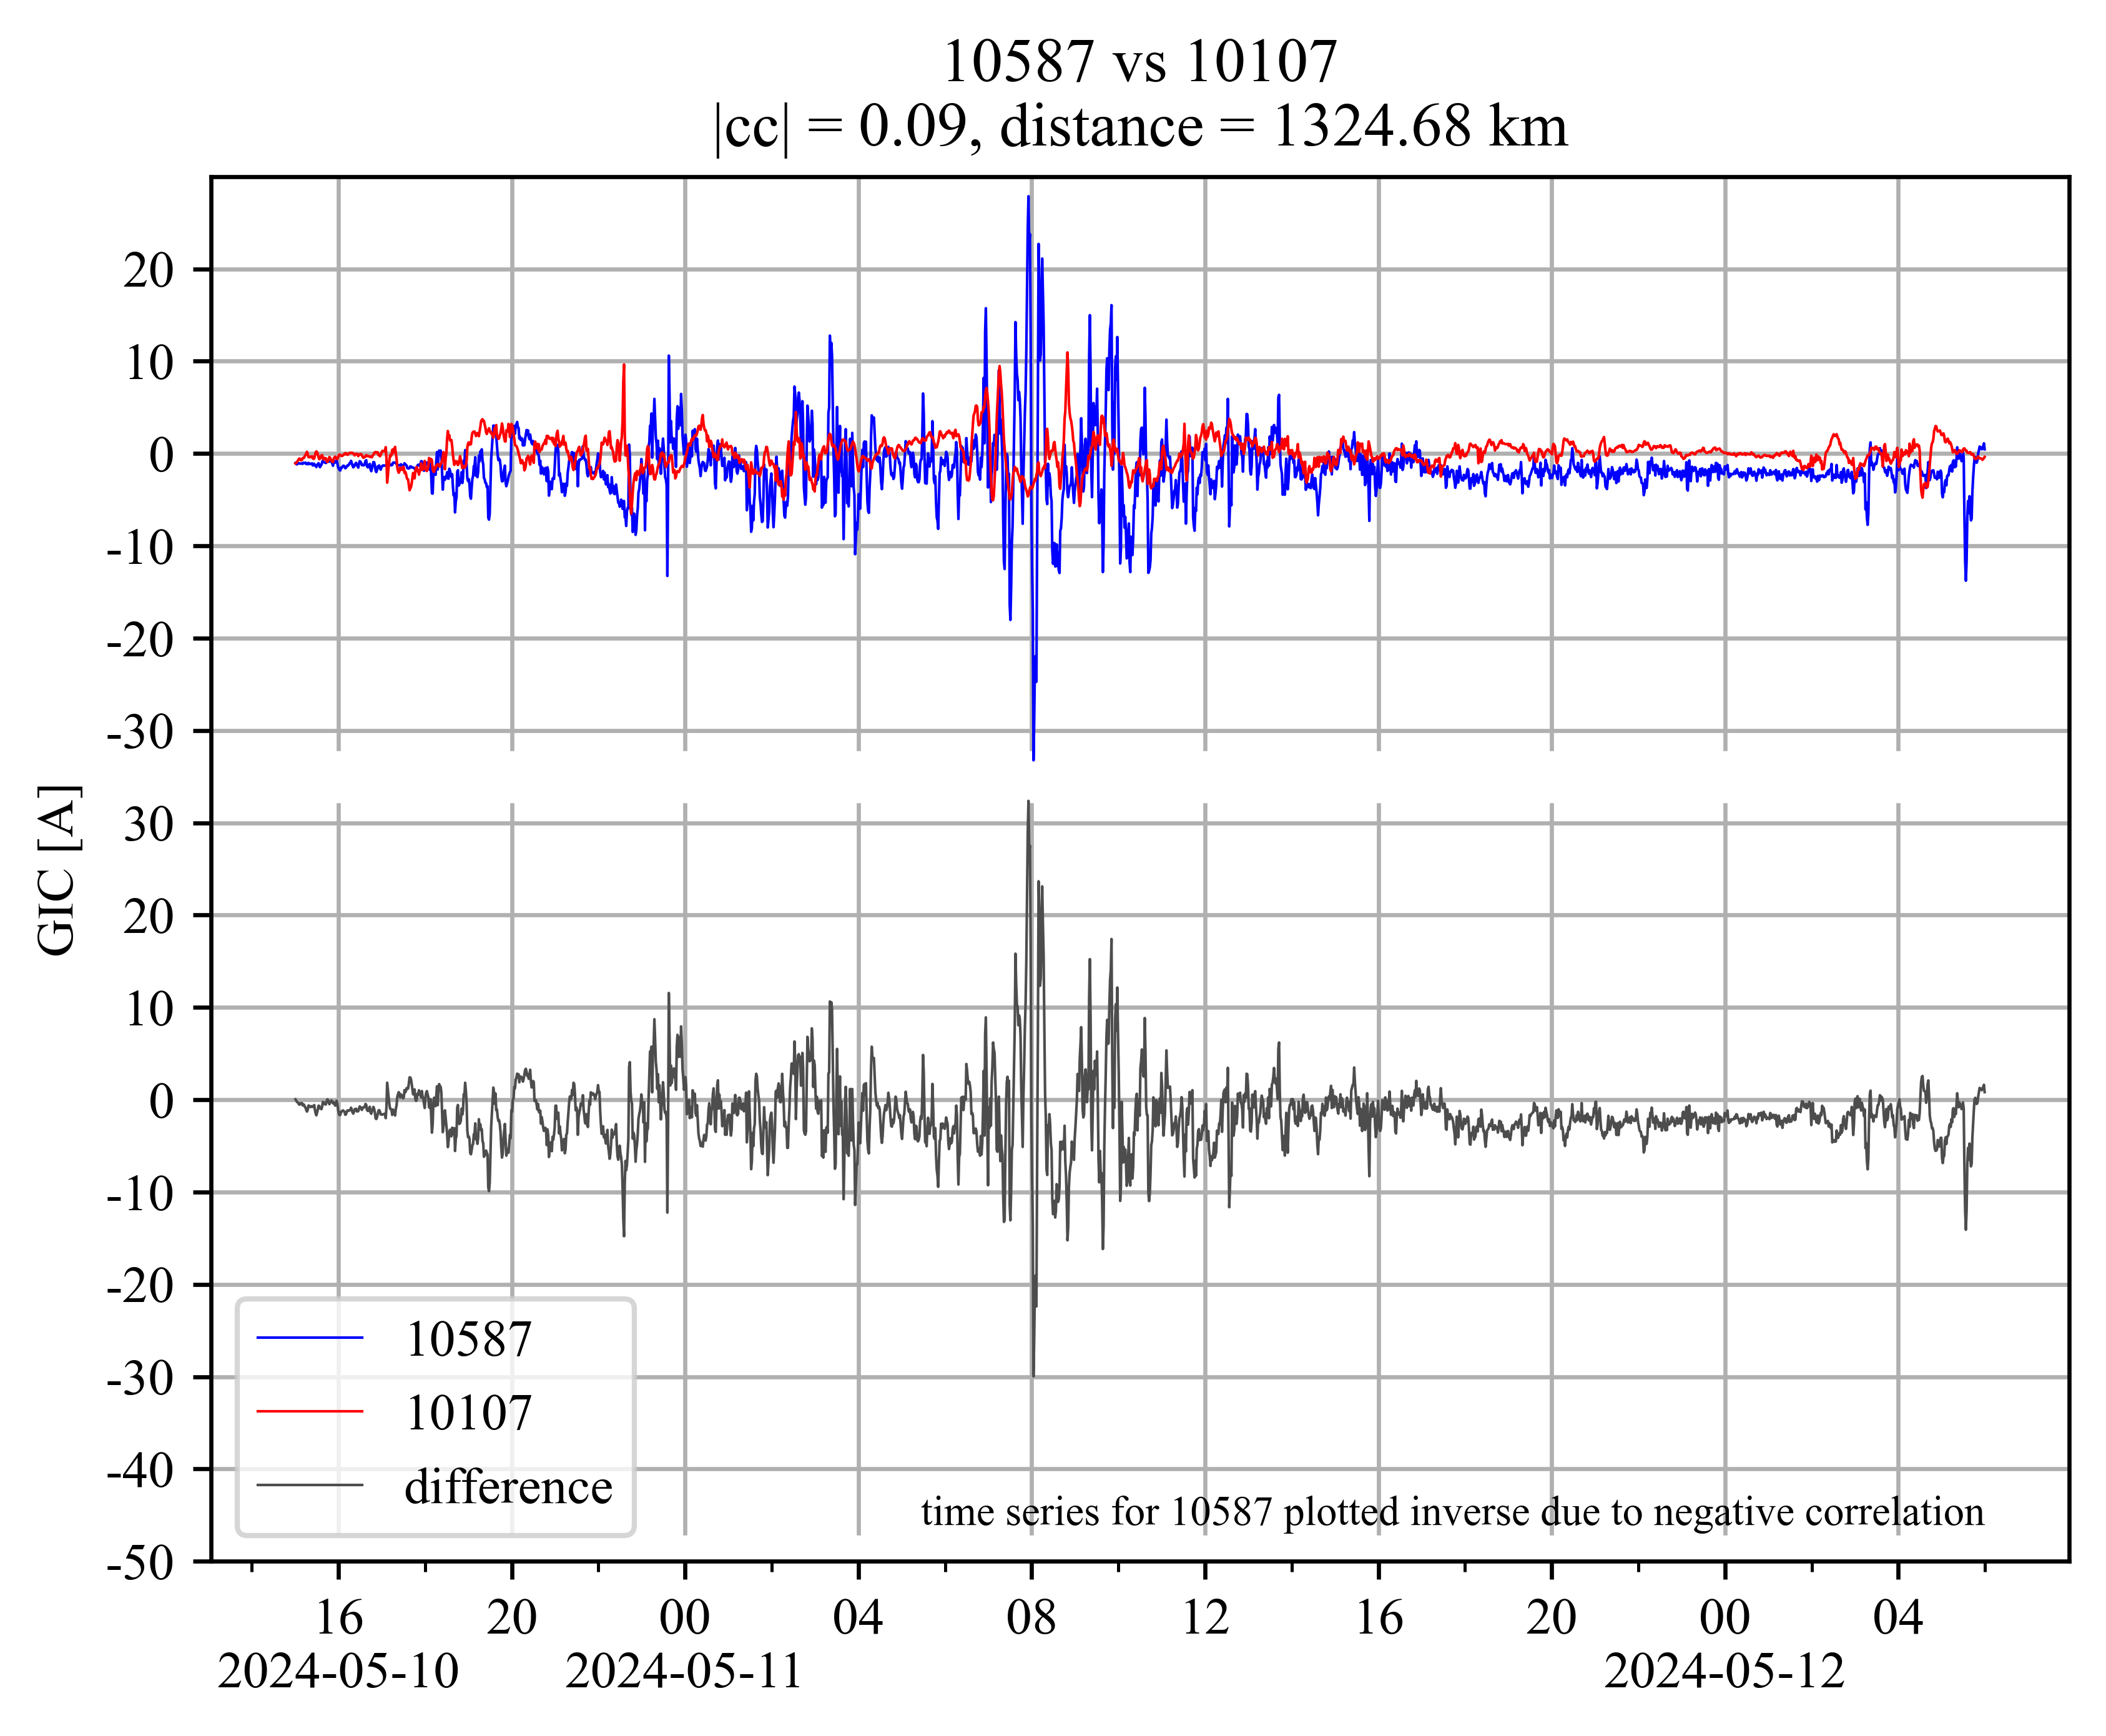 10587 vs 10107
|cc| = 0.09, distance = 1324.68 km
20
10
0
-10
-20
-30
30
20
10
0
-10
-20
-30
-40
-50
GIC [A]
10587
10107
difference
time series for 10587 plotted inverse due to negative correlation
16 20 00 04 08 12 16 20 00 04
2024-05-10 2024-05-11 2024-05-12